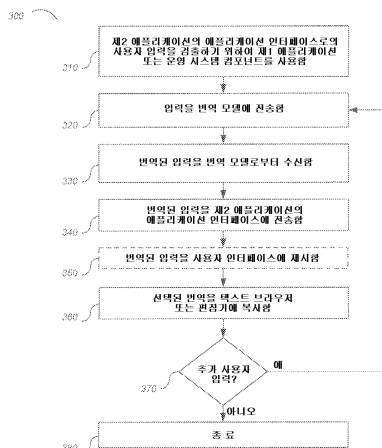 300
제2 애플리케이션의 애플리케이션 인터페이스로의
사용자 입력을 검출하기 위하여 제1 애플리케이션
또는 운영 시스템 컴포넌트를 사용함
310
입력을 번역 모델에 전송함
320
번역된 입력을 번역 모델로부터 수신함
330
번역된 입력을 제2 애플리케이션의
애플리케이션 인터페이스에 전송함
340
번역된 입력을 사용자 인터페이스에 제시함
350
선택된 번역을 텍스트 브라우저
또는 편집기에 복사함
360
추가 사용자
입력?
예
370
아니오
종료
380